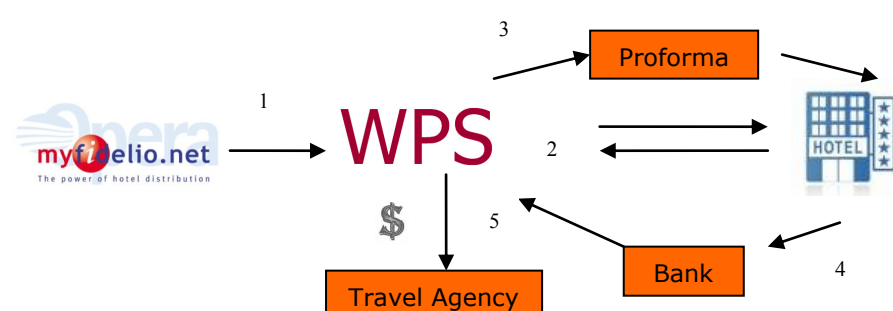 3
Proforma
1
Opera
myfidelio.net
The power of hotel distribution
WPS
2
HOTEL
$
5
Bank
4
Travel Agency